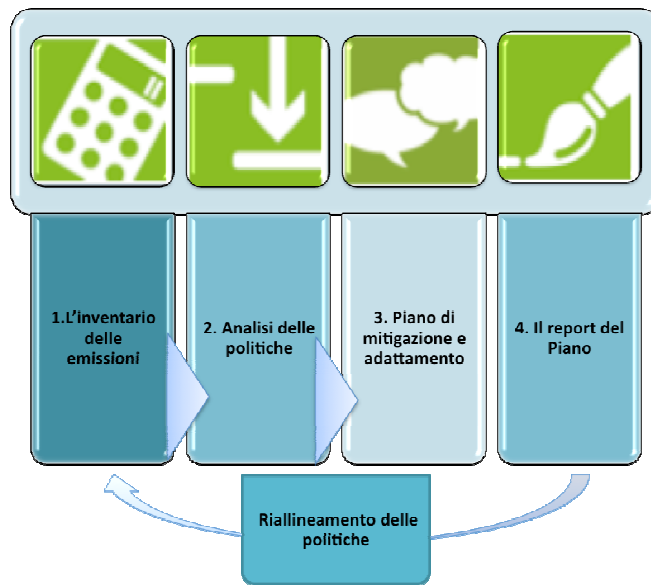 1.L'inventario
delle
emissioni
2. Analisi delle
politiche
3. Piano di
mitigazione e
adattamento
4. Il report del
Piano
Riallineamento delle
politiche